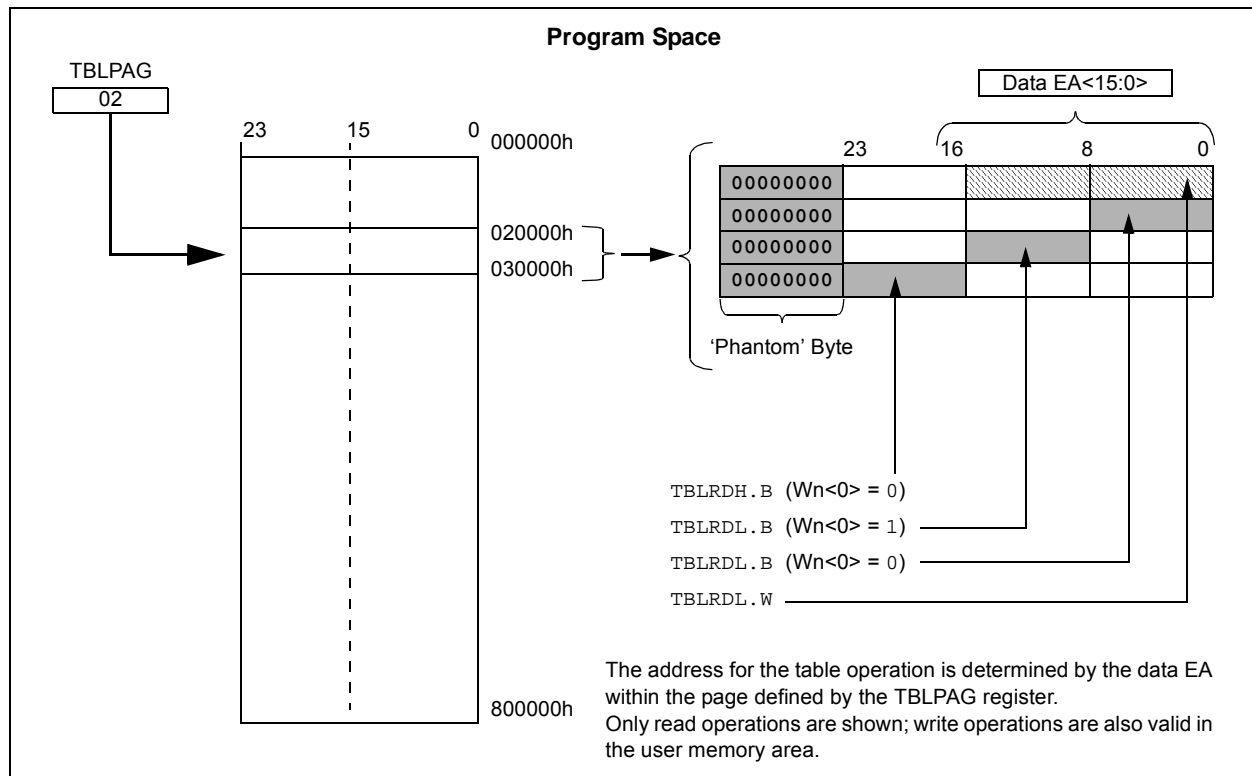 Program Space
TBLPAG
02
Data EA<15:0>
23 15 0
000000h
020000h
030000h
800000h
23 16 8 0
00000000
00000000
00000000
00000000
‘Phantom’ Byte
TBLRDH.B (Wn<0> = 0)
TBLRDL.B (Wn<0> = 1)
TBLRDL.B (Wn<0> = 0)
TBLRDL.W
The address for the table operation is determined by the data EA
within the page defined by the TBLPAG register.
Only read operations are shown; write operations are also valid in
the user memory area.